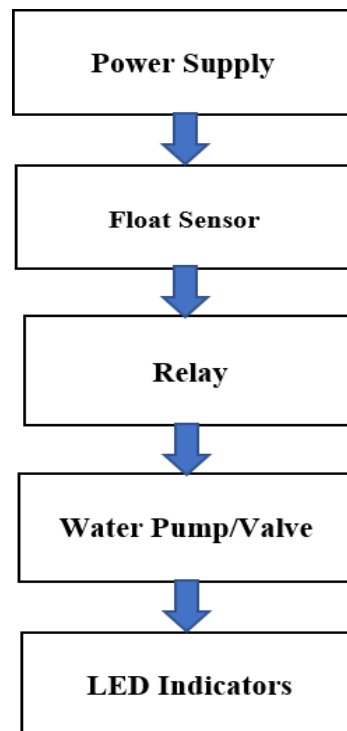 Power Supply
Float Sensor
Relay
Water Pump/Valve
LED Indicators